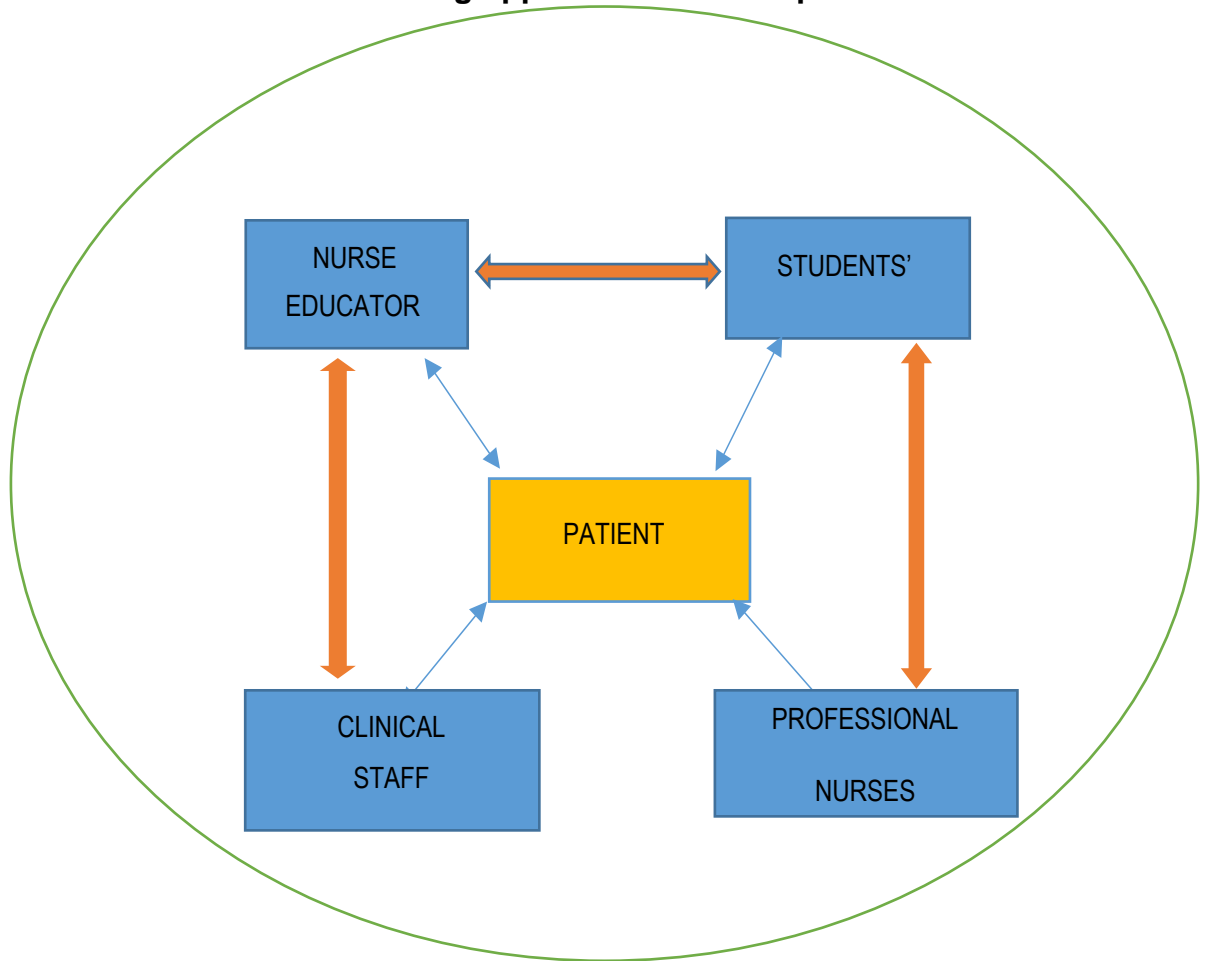 NURSE
EDUCATOR
STUDENTS’
PATIENT
CLINICAL
STAFF
PROFESSIONAL
NURSES